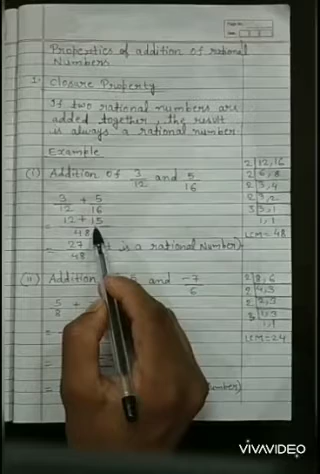 Properties of addition of rational
Numbers
1. Closure Property
If two rational numbers are
added together, the result
is always a rational number.
Example
(i) Addition of 3/12 and 5/16
3/12 + 5/16
= 12 + 15 / 48
= 27/48 is a rational Number)
(ii) Addition and -7/6
5/8 +
=
=
=
Number)
2 | 12, 16
2 | 6, 8
2 | 3, 4
2 | 3, 2
3 | 3, 1
1, 1
LCM = 48
2 | 8, 6
2 | 4, 3
2 | 2, 3
3 | 1, 3
1, 1
LCM = 24
VIVAVIDEO